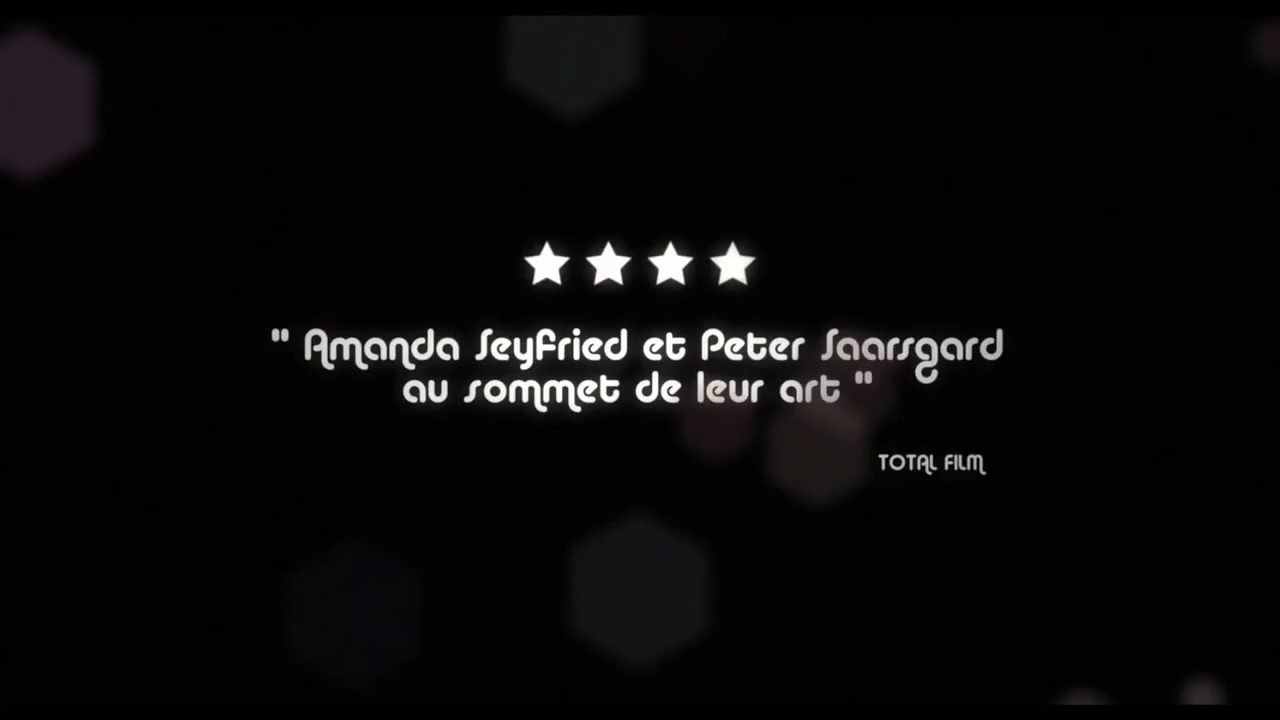 ★ ★ ★ ★
" Amanda Seyfried et Peter Saarsgard
au sommet de leur art "
TOTAL FILM